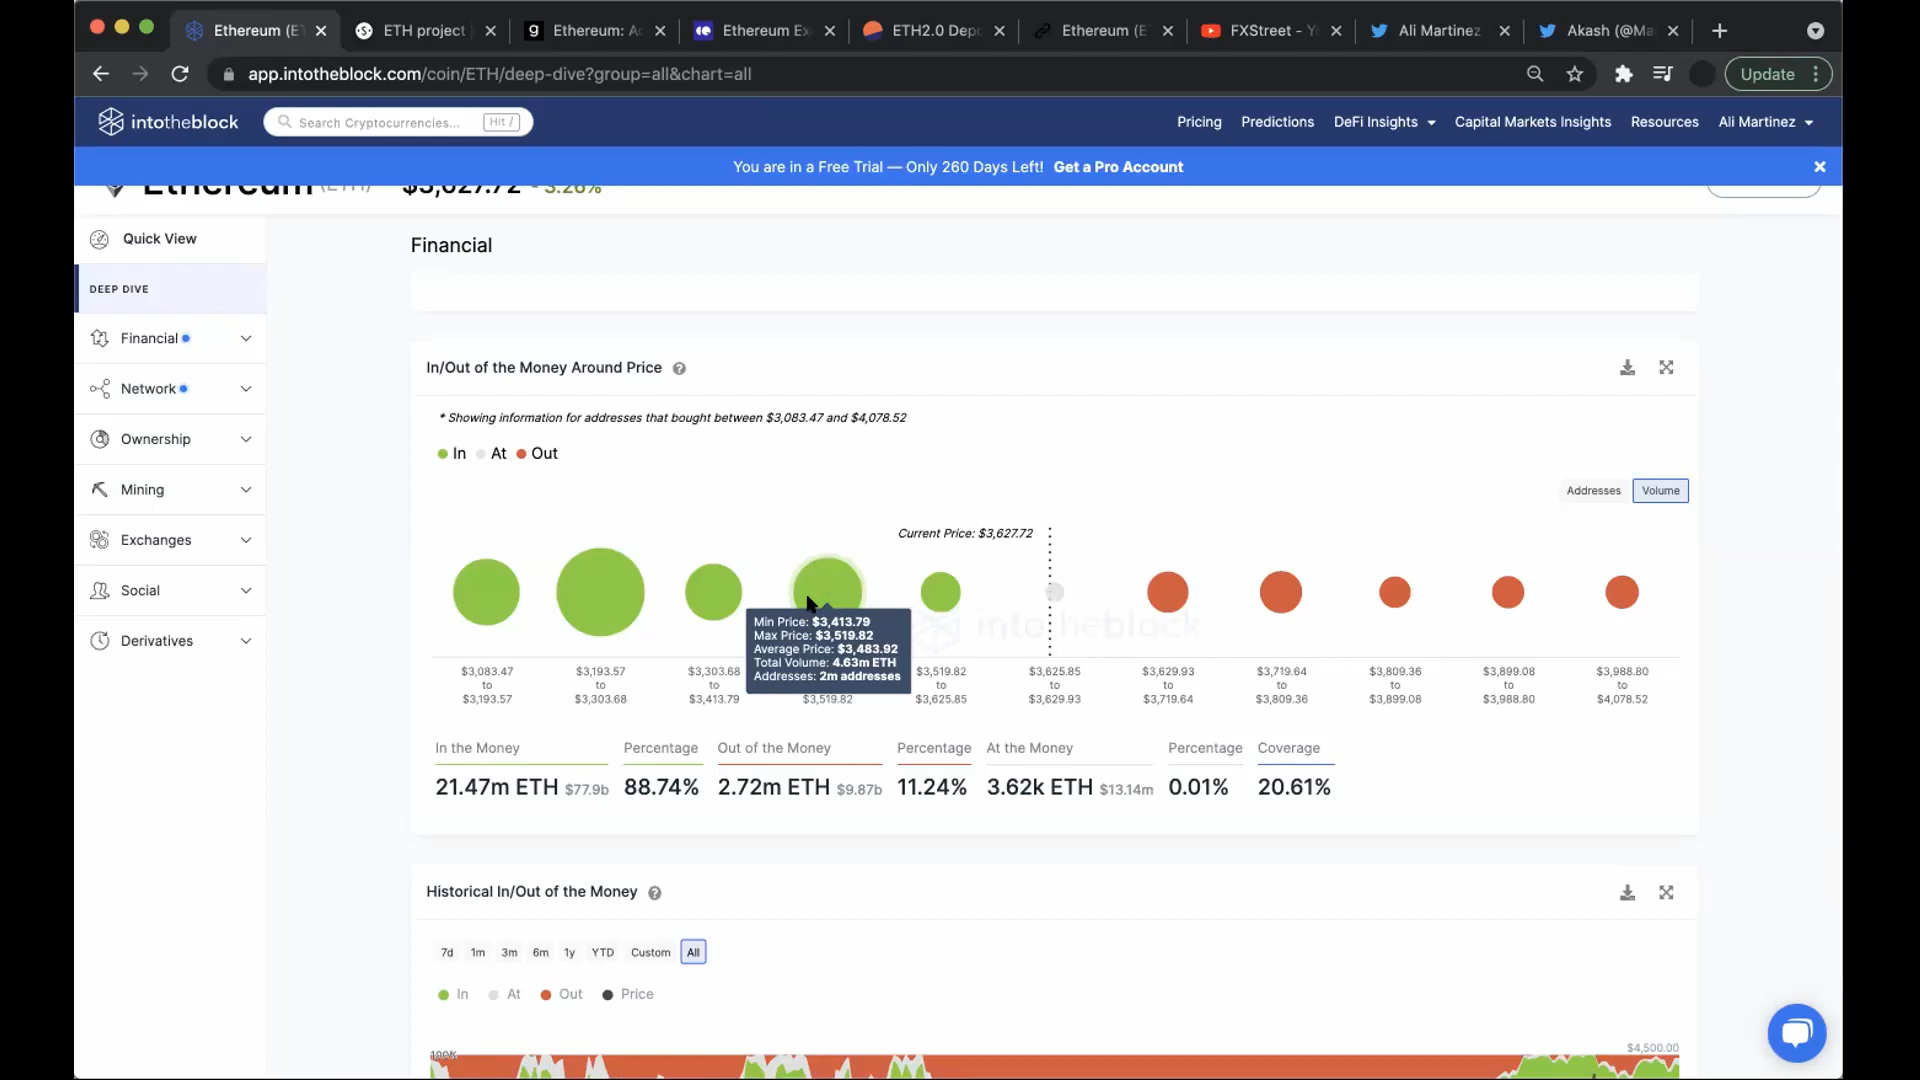 Ethereum (E
ETH project
Ethereum: A
Ethereum Ex
ETH2.0 Dep
Ethereum (E
FXStreet - Y
Ali Martinez
Akash (@Ma
app.intotheblock.com/coin/ETH/deep-dive?group=all&chart=all
Update
intotheblock
Search Cryptocurrencies...
Hit /
Pricing
Predictions
DeFi Insights
Capital Markets Insights
Resources
Ali Martinez
You are in a Free Trial — Only 260 Days Left! Get a Pro Account
Ethereum (ETH) $3,627.72 - 3.26%
Quick View
DEEP DIVE
Financial
Network
Ownership
Mining
Exchanges
Social
Derivatives
Financial
In/Out of the Money Around Price
* Showing information for addresses that bought between $3,083.47 and $4,078.52
In At Out
Addresses Volume
Current Price: $3,627.72
Min Price: $3,413.79
Max Price: $3,519.82
Average Price: $3,483.92
Total Volume: 4.63m ETH
Addresses: 2m addresses
intotheblock
$3,083.47 to $3,193.57
$3,193.57 to $3,303.68
$3,303.68 to $3,413.79
$3,519.82
$3,519.82 to $3,625.85
$3,625.85 to $3,629.93
$3,629.93 to $3,719.64
$3,719.64 to $3,809.36
$3,809.36 to $3,899.08
$3,899.08 to $3,988.80
$3,988.80 to $4,078.52
In the Money Percentage Out of the Money Percentage At the Money Percentage Coverage
21.47m ETH $77.9b 88.74% 2.72m ETH $9.87b 11.24% 3.62k ETH $13.14m 0.01% 20.61%
Historical In/Out of the Money
7d 1m 3m 6m 1y YTD Custom All
In At Out Price
100%
$4,500.00